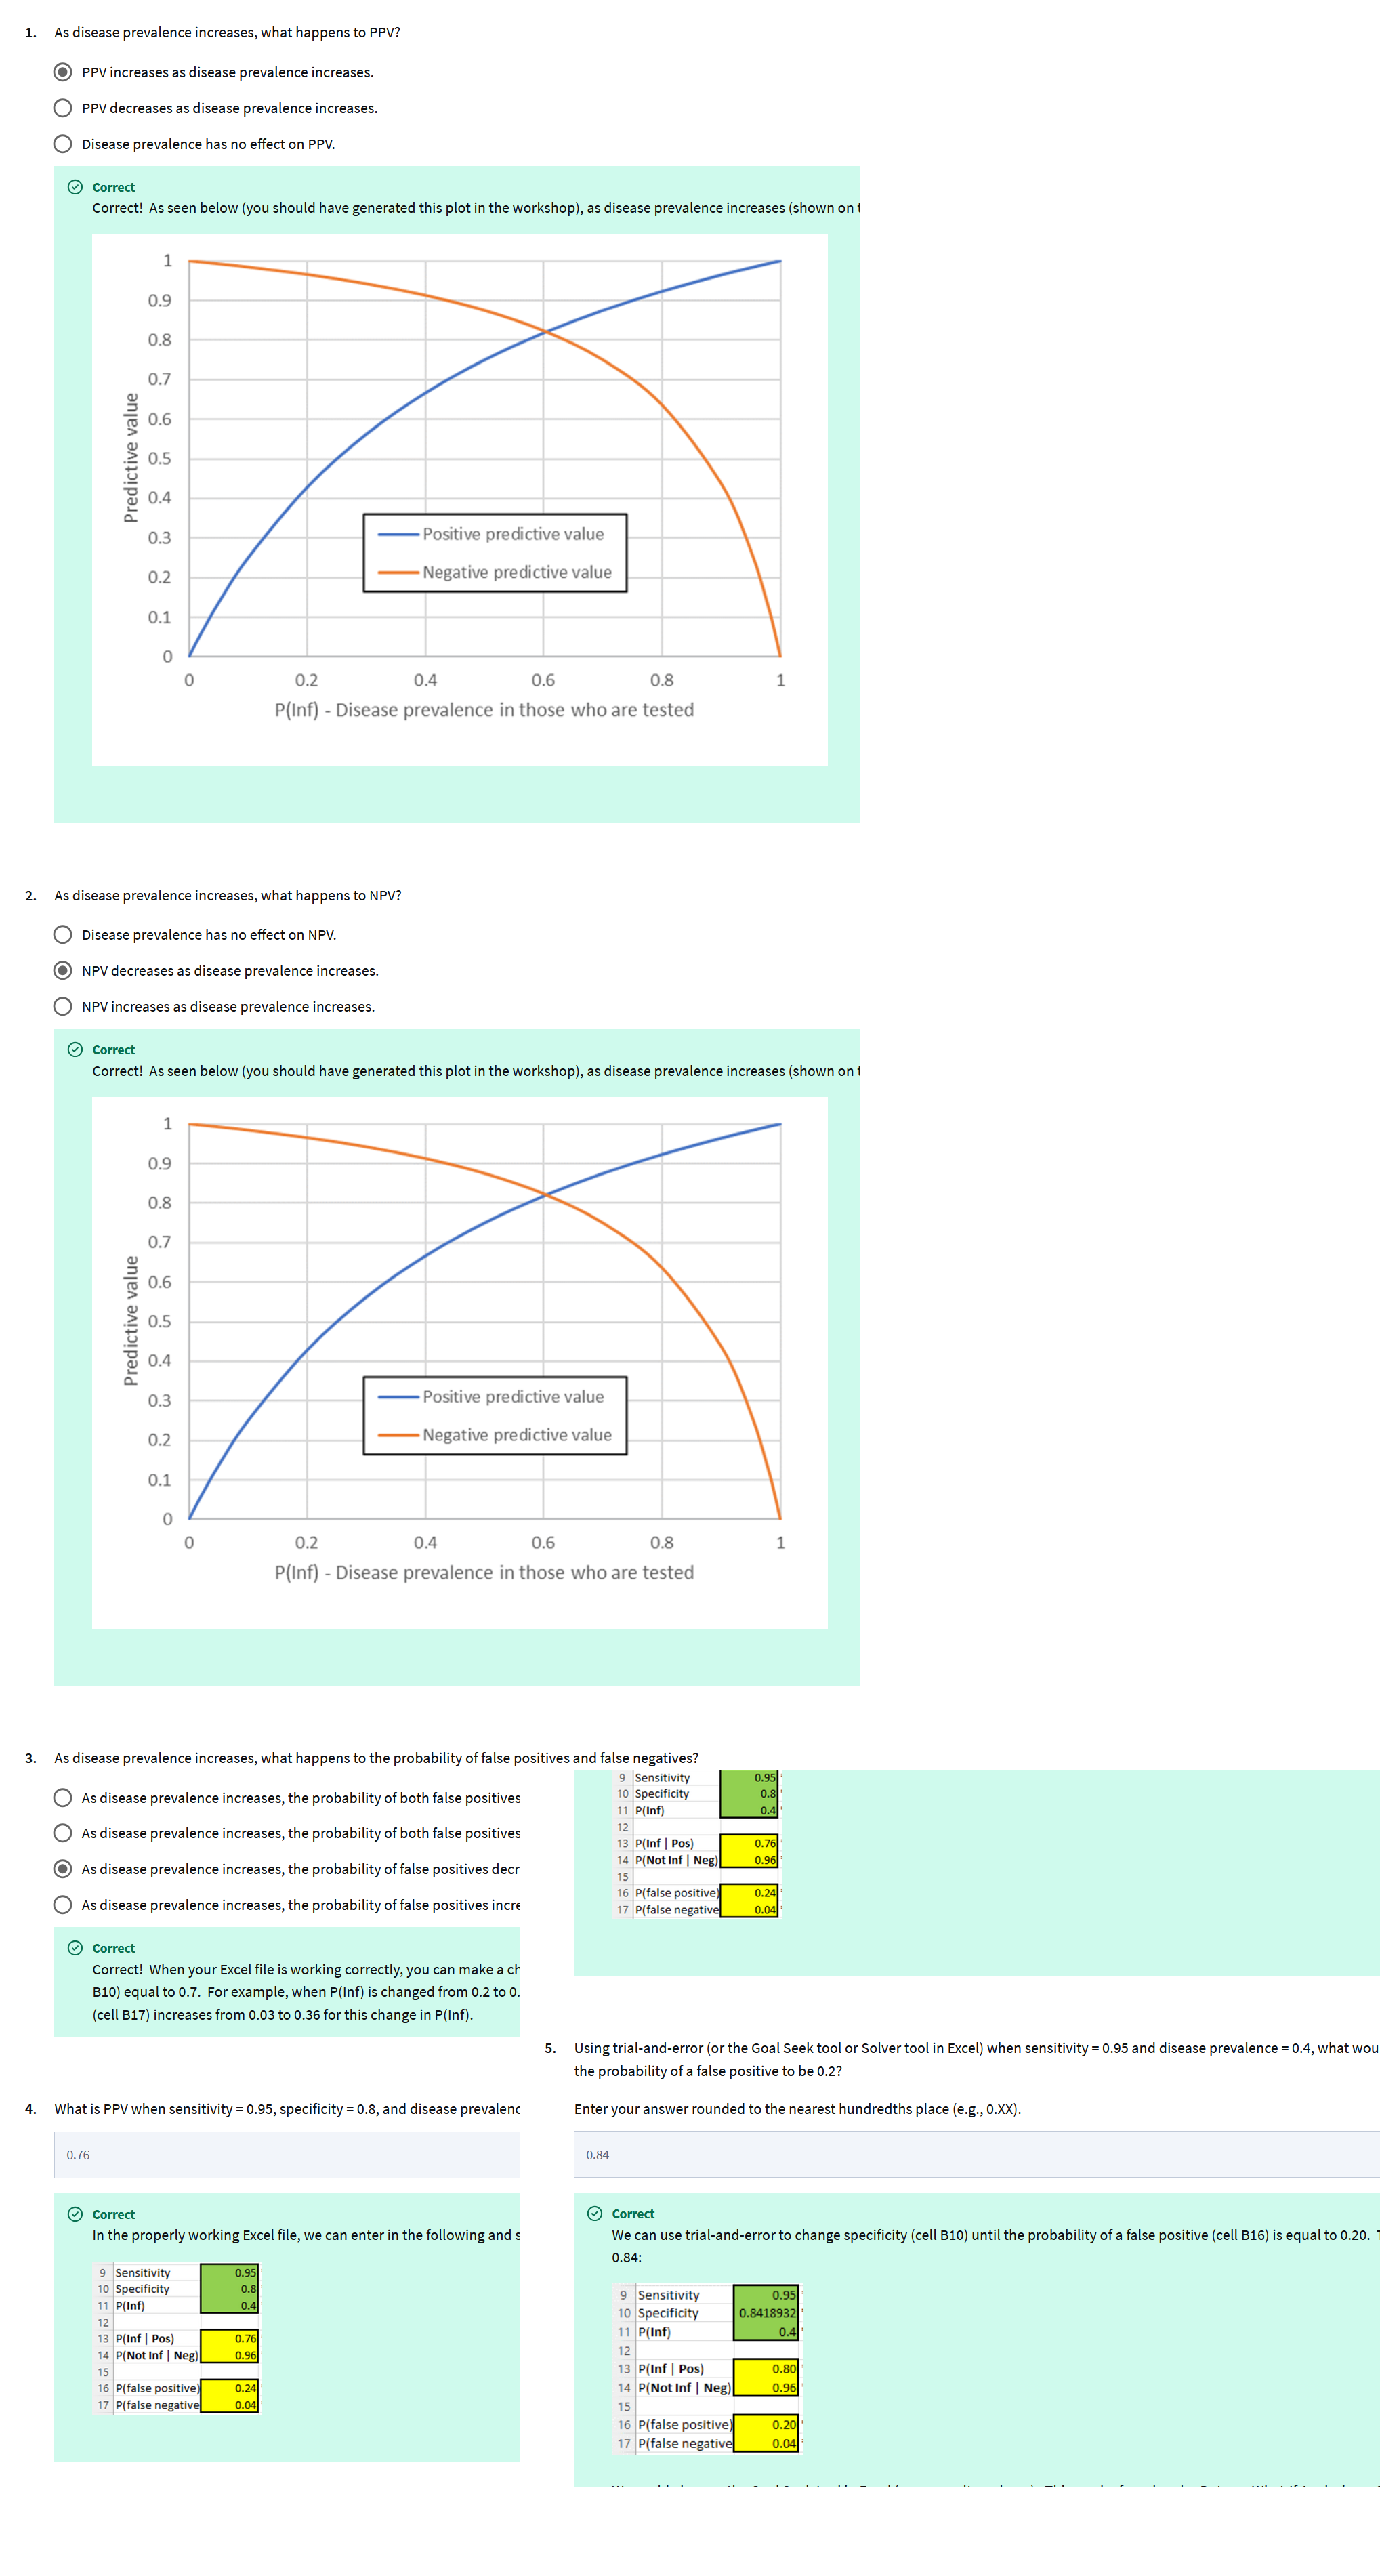 1. As disease prevalence increases, what happens to PPV?
PPV increases as disease prevalence increases.
PPV decreases as disease prevalence increases.
Disease prevalence has no effect on PPV.
Correct
Correct! As seen below (you should have generated this plot in the workshop), as disease prevalence increases (shown on t
1
0.9
0.8
0.7
0.6
0.5
0.4
0.3
0.2
0.1
0
Predictive value
Positive predictive value
Negative predictive value
0 0.2 0.4 0.6 0.8 1
P(Inf) - Disease prevalence in those who are tested
2. As disease prevalence increases, what happens to NPV?
Disease prevalence has no effect on NPV.
NPV decreases as disease prevalence increases.
NPV increases as disease prevalence increases.
Correct
Correct! As seen below (you should have generated this plot in the workshop), as disease prevalence increases (shown on t
1
0.9
0.8
0.7
0.6
0.5
0.4
0.3
0.2
0.1
0
Predictive value
Positive predictive value
Negative predictive value
0 0.2 0.4 0.6 0.8 1
P(Inf) - Disease prevalence in those who are tested
3. As disease prevalence increases, what happens to the probability of false positives and false negatives?
As disease prevalence increases, the probability of both false positives
As disease prevalence increases, the probability of both false positives
As disease prevalence increases, the probability of false positives decr
As disease prevalence increases, the probability of false positives incre
Correct
Correct! When your Excel file is working correctly, you can make a ch
B10) equal to 0.7. For example, when P(Inf) is changed from 0.2 to 0.
(cell B17) increases from 0.03 to 0.36 for this change in P(Inf).
4. What is PPV when sensitivity = 0.95, specificity = 0.8, and disease prevalenc
0.76
Correct
In the properly working Excel file, we can enter in the following and s
9 Sensitivity 0.95
10 Specificity 0.8
11 P(Inf) 0.4
12
13 P(Inf | Pos) 0.76
14 P(Not Inf | Neg) 0.96
15
16 P(false positive) 0.24
17 P(false negative 0.04
9 Sensitivity 0.95
10 Specificity 0.8
11 P(Inf) 0.4
12
13 P(Inf | Pos) 0.76
14 P(Not Inf | Neg) 0.96
15
16 P(false positive) 0.24
17 P(false negative 0.04
5. Using trial-and-error (or the Goal Seek tool or Solver tool in Excel) when sensitivity = 0.95 and disease prevalence = 0.4, what wou
the probability of a false positive to be 0.2?
Enter your answer rounded to the nearest hundredths place (e.g., 0.XX).
0.84
Correct
We can use trial-and-error to change specificity (cell B10) until the probability of a false positive (cell B16) is equal to 0.20.
0.84:
9 Sensitivity 0.95
10 Specificity 0.8418932
11 P(Inf) 0.4
12
13 P(Inf | Pos) 0.80
14 P(Not Inf | Neg) 0.96
15
16 P(false positive) 0.20
17 P(false negative 0.04